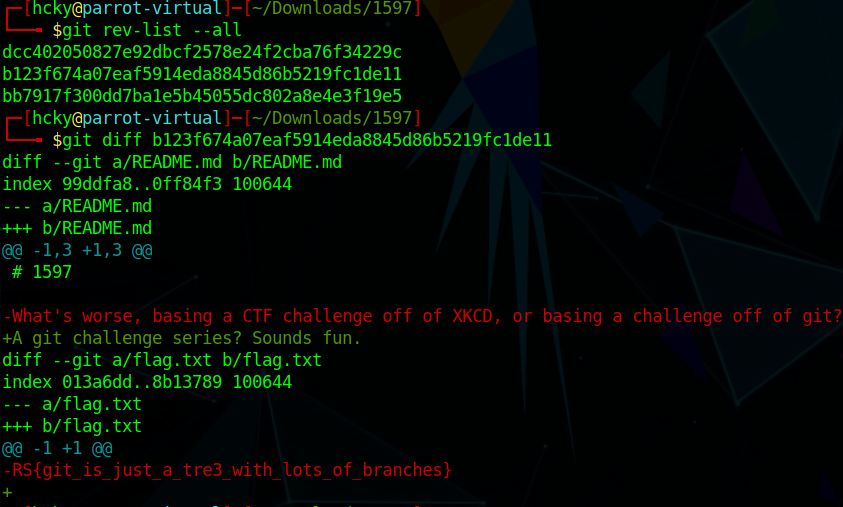 ┌─[hcky@parrot-virtual]─[~/Downloads/1597]
└──╼ $git rev-list --all
dcc402050827e92dbcf2578e24f2cba76f34229c
b123f674a07eaf5914eda8845d86b5219fc1de11
bb7917f300dd7ba1e5b45055dc802a8e4e3f19e5
┌─[hcky@parrot-virtual]─[~/Downloads/1597]
└──╼ $git diff b123f674a07eaf5914eda8845d86b5219fc1de11
diff --git a/README.md b/README.md
index 99ddfa8..0ff84f3 100644
--- a/README.md
+++ b/README.md
@@ -1,3 +1,3 @@
 # 1597

-What's worse, basing a CTF challenge off of XKCD, or basing a challenge off of git?
+A git challenge series? Sounds fun.
diff --git a/flag.txt b/flag.txt
index 013a6dd..8b13789 100644
--- a/flag.txt
+++ b/flag.txt
@@ -1 +1 @@
-RS{git_is_just_a_tre3_with_lots_of_branches}
+